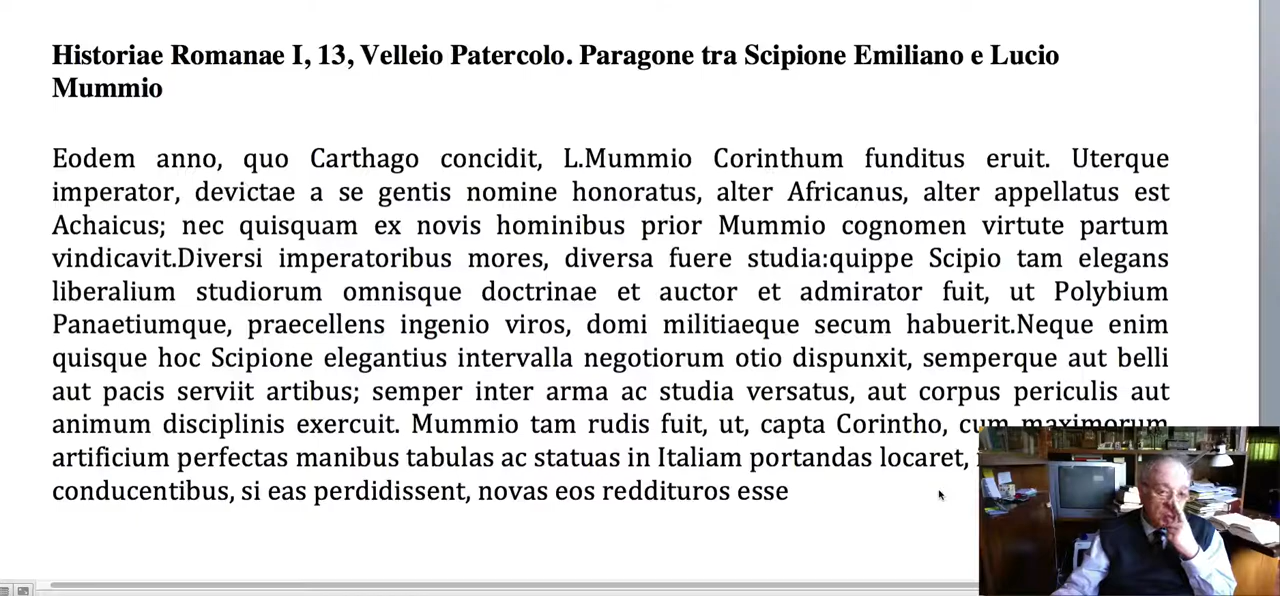 Historiae Romanae I, 13, Velleio Patercolo. Paragone tra Scipione Emiliano e Lucio
Mummio
Eodem anno, quo Carthago concidit, L.Mummio Corinthum funditus eruit. Uterque
imperator, devictae a se gentis nomine honoratus, alter Africanus, alter appellatus est
Achaicus; nec quisquam ex novis hominibus prior Mummio cognomen virtute partum
vindicavit.Diversi imperatoribus mores, diversa fuere studia:quippe Scipio tam elegans
liberalium studiorum omnisque doctrinae et auctor et admirator fuit, ut Polybium
Panaetiumque, praecellens ingenio viros, domi militiaeque secum habuerit.Neque enim
quisque hoc Scipione elegantius intervalla negotiorum otio dispunxit, semperque aut belli
aut pacis serviit artibus; semper inter arma ac studia versatus, aut corpus periculis aut
animum disciplinis exercuit. Mummio tam rudis fuit, ut, capta Corintho, cum maximorum
artificium perfectas manibus tabulas ac statuas in Italiam portandas locaret,
conducentibus, si eas perdidissent, novas eos reddituros esse